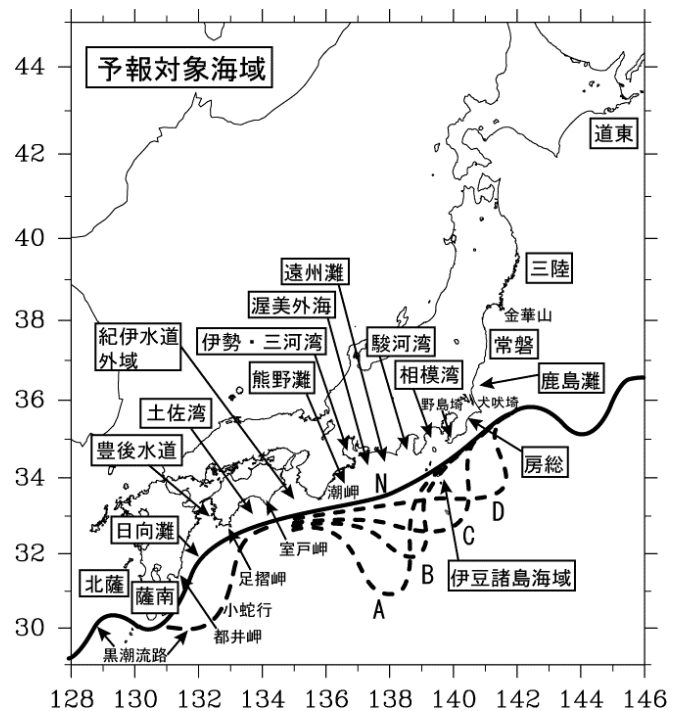 44
予報対象海域
42
道東
40
遠州灘
三陸
渥美外海
38
金華山
紀伊水道
外域
伊勢・三河湾
駿河湾
常磐
熊野灘
相模湾
鹿島灘
36
土佐湾
野島埼
犬吠埼
豊後水道
房総
34
潮岬
N
日向灘
室戸岬
D
C
32
足摺岬
B
伊豆諸島海域
北薩
薩南
小蛇行
A
30
都井岬
黒潮流路
128 130 132 134 136 138 140 142 144 146